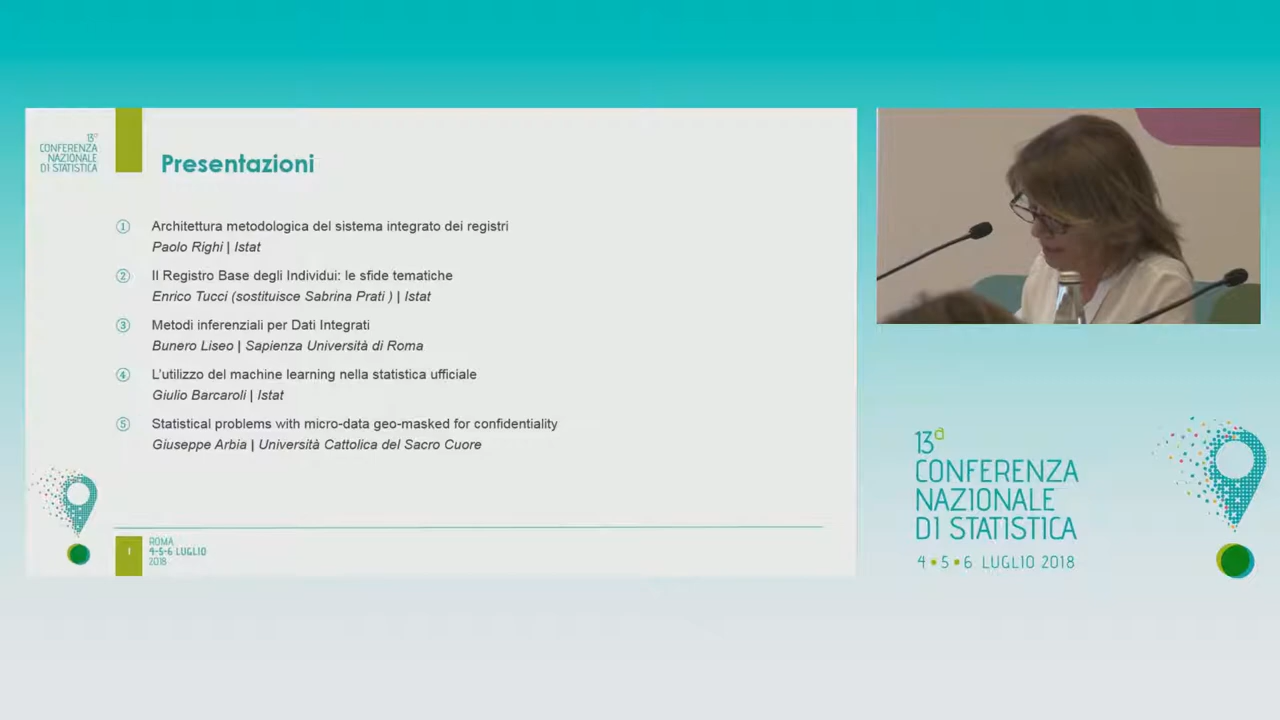 13ª
CONFERENZA
NAZIONALE
DI STATISTICA
Presentazioni
① Architettura metodologica del sistema integrato dei registri
Paolo Righi | Istat
② Il Registro Base degli Individui: le sfide tematiche
Enrico Tucci (sostituisce Sabrina Prati ) | Istat
③ Metodi inferenziali per Dati Integrati
Bunero Liseo | Sapienza Università di Roma
④ L'utilizzo del machine learning nella statistica ufficiale
Giulio Barcaroli | Istat
⑤ Statistical problems with micro-data geo-masked for confidentiality
Giuseppe Arbia | Università Cattolica del Sacro Cuore
1
ROMA
4-5-6 LUGLIO
2018
13ª
CONFERENZA
NAZIONALE
DI STATISTICA
4 • 5 • 6 LUGLIO 2018